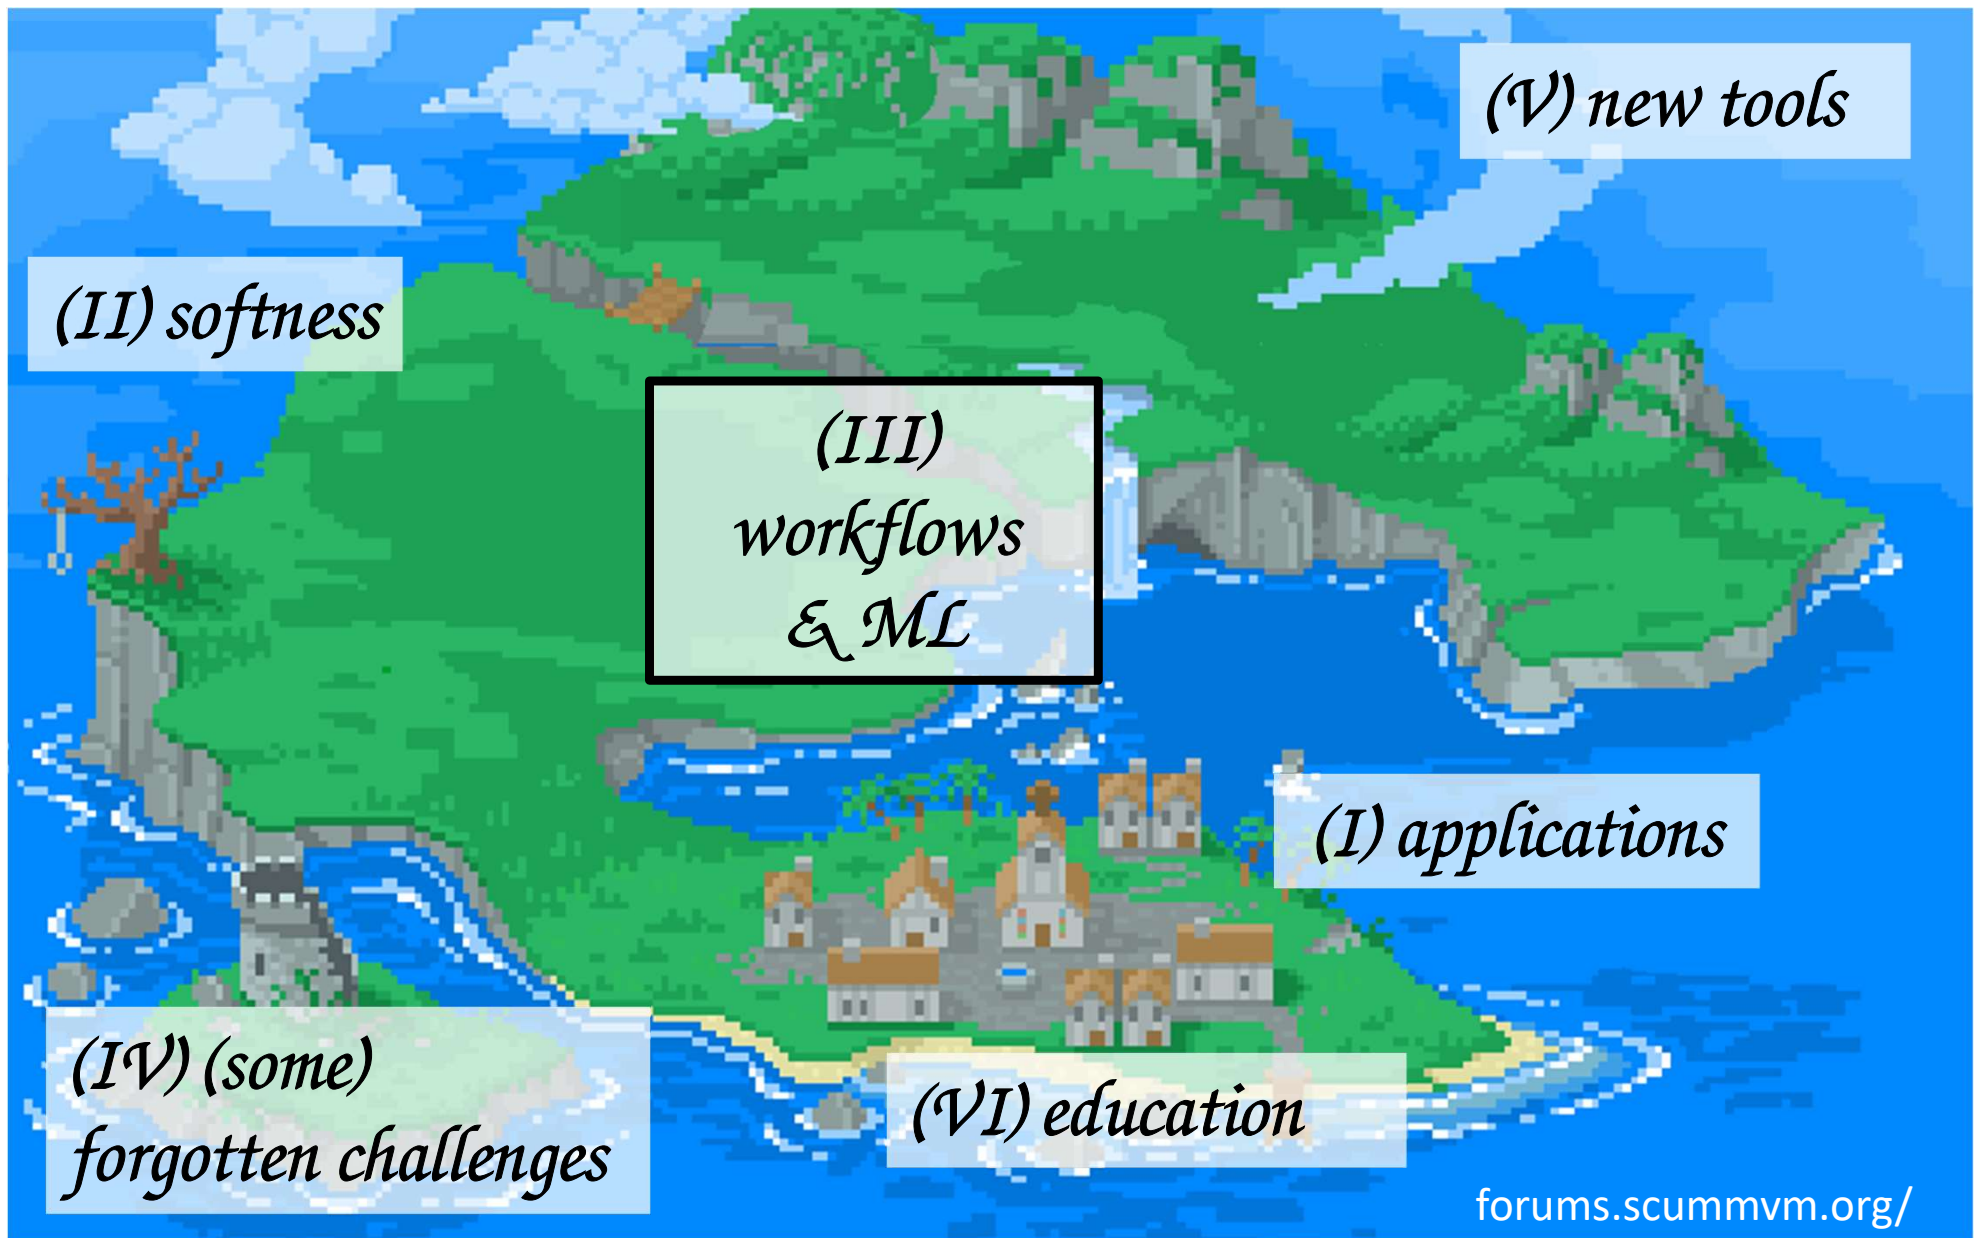 (V) new tools
(II) softness
(III)
workflows
& ML
(I) applications
(IV) (some)
forgotten challenges
(VI) education
forums.scummvm.org/